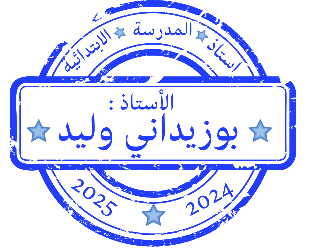 أستاذ المدرسة الابتدائية
الأستاذ :
بوزيداني وليد
2025 2024